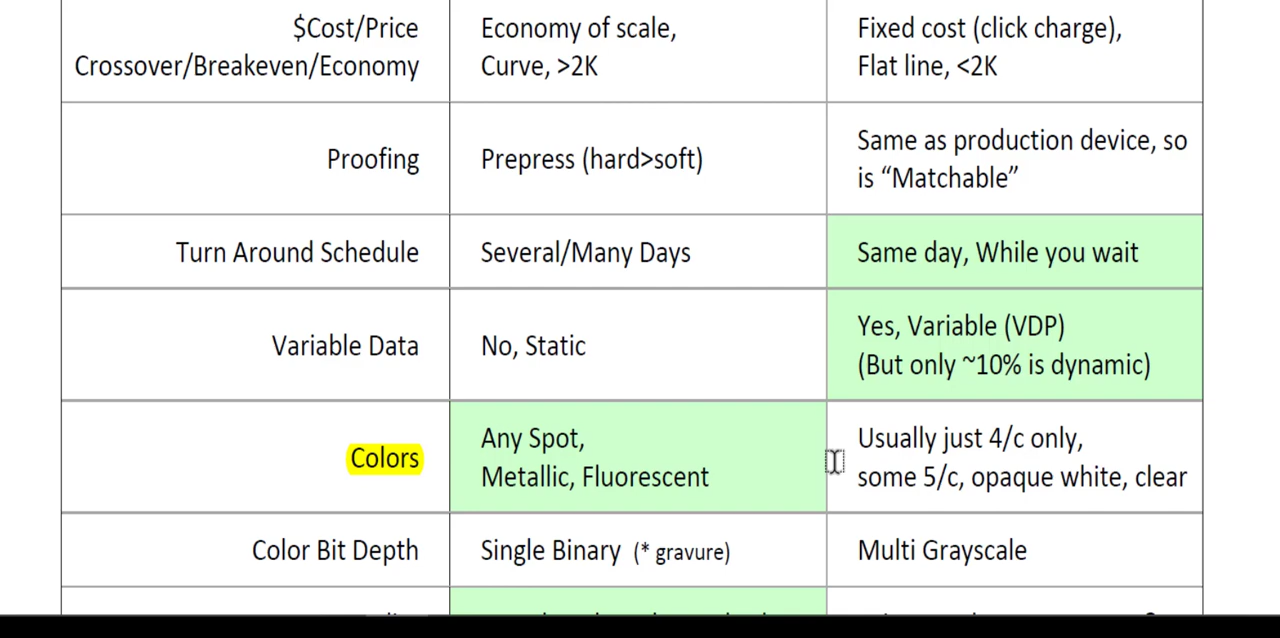 $Cost/Price
Crossover/Breakeven/Economy
Economy of scale,
Curve, >2K
Fixed cost (click charge),
Flat line, <2K
Proofing
Prepress (hard>soft)
Same as production device, so
is “Matchable”
Turn Around Schedule
Several/Many Days
Same day, While you wait
Variable Data
No, Static
Yes, Variable (VDP)
(But only ~10% is dynamic)
Colors
Any Spot,
Metallic, Fluorescent
Usually just 4/c only,
some 5/c, opaque white, clear
Color Bit Depth
Single Binary (* gravure)
Multi Grayscale